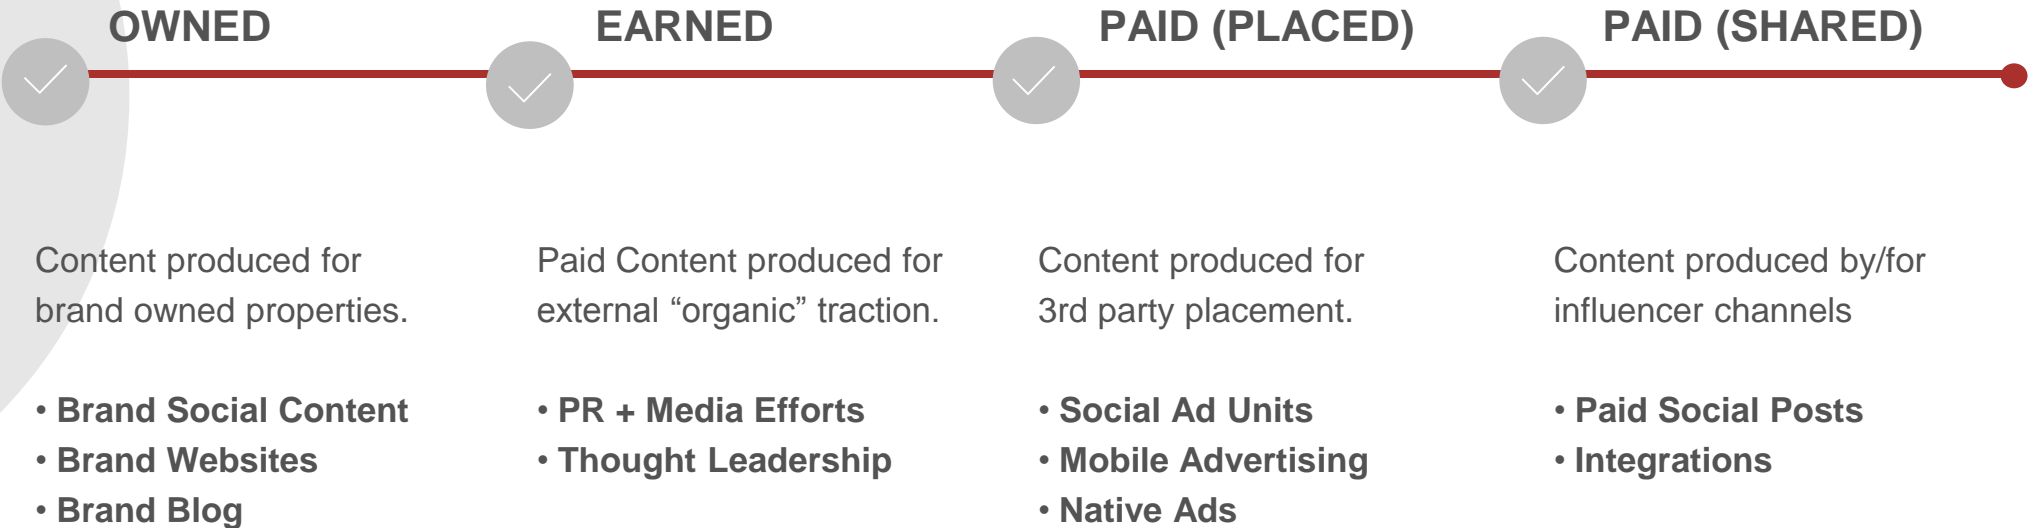 OWNED
EARNED
PAID (PLACED)
PAID (SHARED)
Content produced for
brand owned properties.
• Brand Social Content
• Brand Websites
• Brand Blog
Paid Content produced for
external “organic” traction.
• PR + Media Efforts
• Thought Leadership
Content produced for
3rd party placement.
• Social Ad Units
• Mobile Advertising
• Native Ads
Content produced by/for
influencer channels
• Paid Social Posts
• Integrations